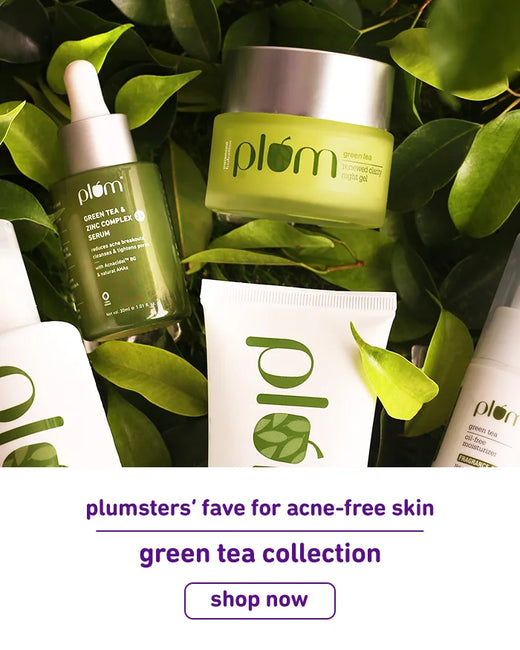 plum
GREEN TEA &
ZINC COMPLEX
SERUM
reduces acne breakouts
cleanses & tightens pores
with Acnacidol™ BG
& natural AHAs
plum
green tea
renewed clarity
night gel
plum
plum
plum
green tea
oil-free
moisturizer
FRAGRANCE
plumsters' fave for acne-free skin
green tea collection
shop now